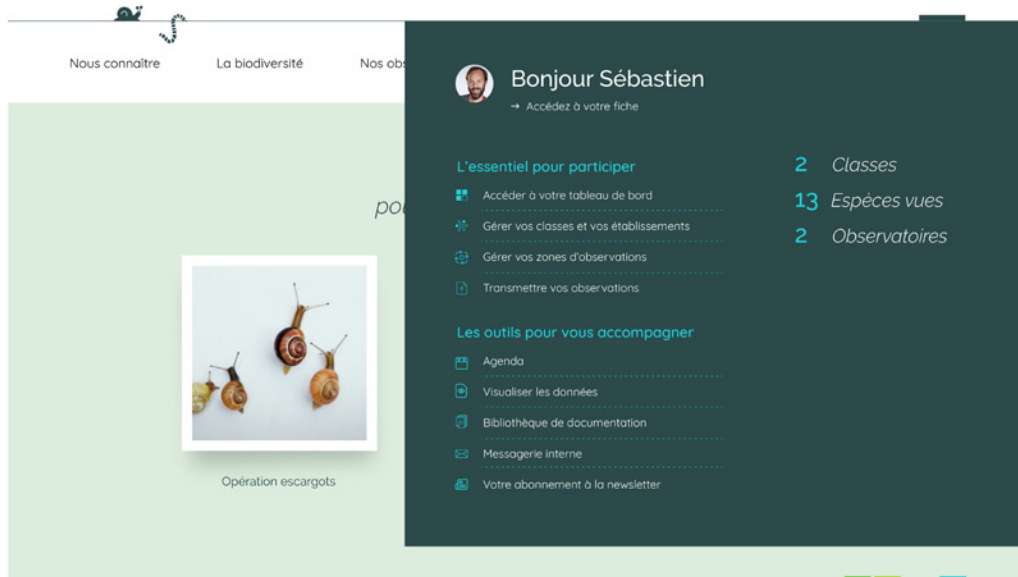 Nous connaître
La biodiversité
Nos obs
Bonjour Sébastien
→ Accédez à votre fiche
L'essentiel pour participer
Accéder à votre tableau de bord
Gérer vos classes et vos établissements
Gérer vos zones d'observations
Transmettre vos observations
2 Classes
13 Espèces vues
2 Observatoires
Les outils pour vous accompagner
Agenda
Visualiser les données
Bibliothèque de documentation
Messagerie interne
Votre abonnement à la newsletter
pou
Opération escargots